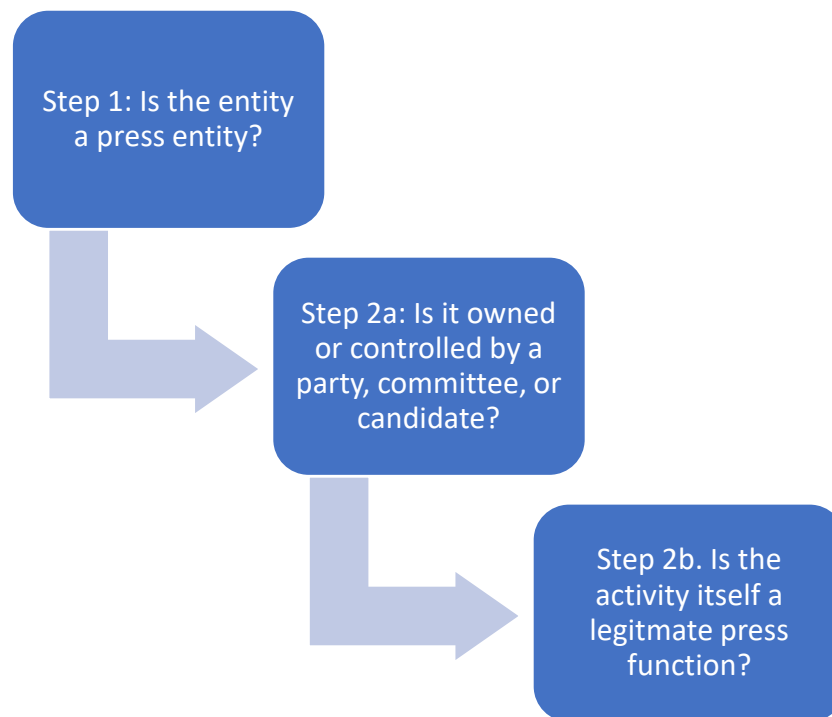 Step 1: Is the entity
a press entity?
Step 2a: Is it owned
or controlled by a
party, committee, or
candidate?
Step 2b. Is the
activity itself a
legitmate press
function?